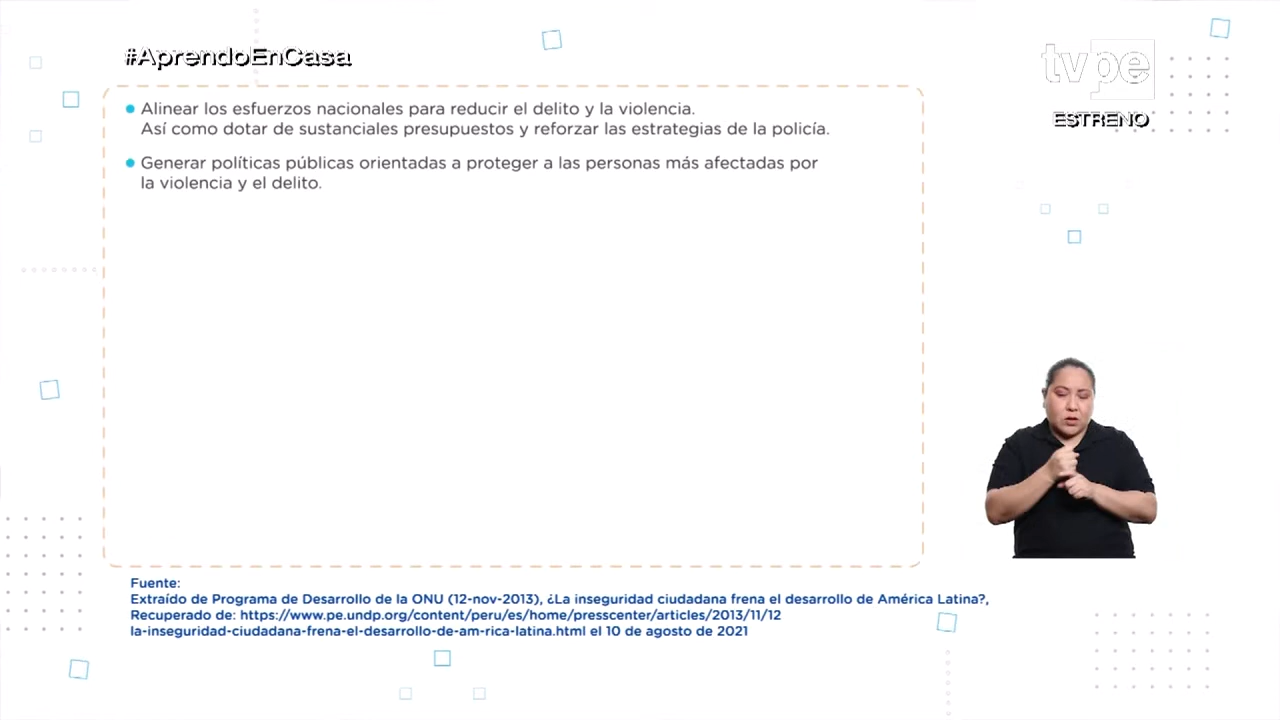 #AprendoEnCasa
tvpe
ESTRENO
● Alinear los esfuerzos nacionales para reducir el delito y la violencia.
Así como dotar de sustanciales presupuestos y reforzar las estrategias de la policía.
● Generar políticas públicas orientadas a proteger a las personas más afectadas por
la violencia y el delito.
Fuente:
Extraído de Programa de Desarrollo de la ONU (12-nov-2013), ¿La inseguridad ciudadana frena el desarrollo de América Latina?,
Recuperado de: https://www.pe.undp.org/content/peru/es/home/presscenter/articles/2013/11/12
la-inseguridad-ciudadana-frena-el-desarrollo-de-am-rica-latina.html el 10 de agosto de 2021